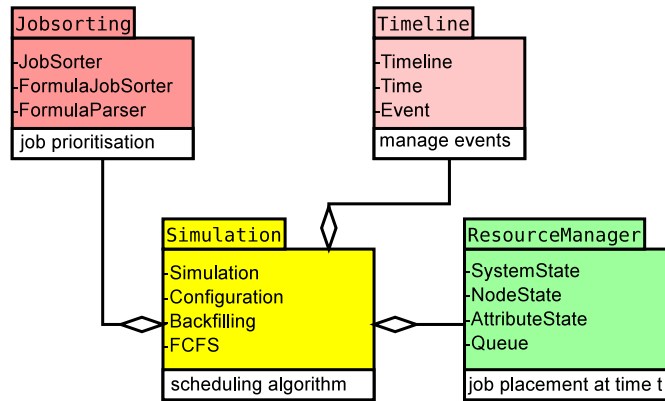 Jobsorting
-JobSorter
-FormulaJobSorter
-FormulaParser
job prioritisation
Timeline
-Timeline
-Time
-Event
manage events
Simulation
-Simulation
-Configuration
-Backfilling
-FCFS
scheduling algorithm
ResourceManager
-SystemState
-NodeState
-AttributeState
-Queue
job placement at time t